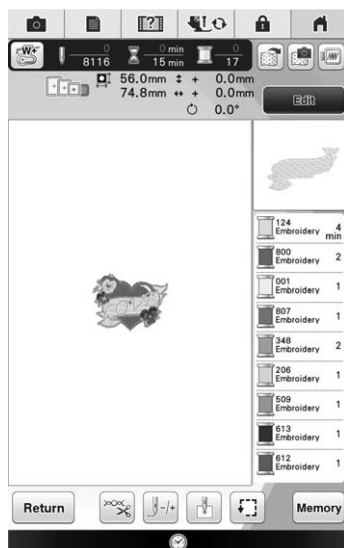 W+
0 0 min 0
8116 15 min 17
56.0mm + 0.0mm
74.8mm + 0.0mm
0.0°
Edit
124
Embroidery 4
min
800
Embroidery 2
001
Embroidery 1
807
Embroidery 1
348
Embroidery 2
206
Embroidery 1
509
Embroidery 1
613
Embroidery 1
612
Embroidery 1
Return
-/+
Memory